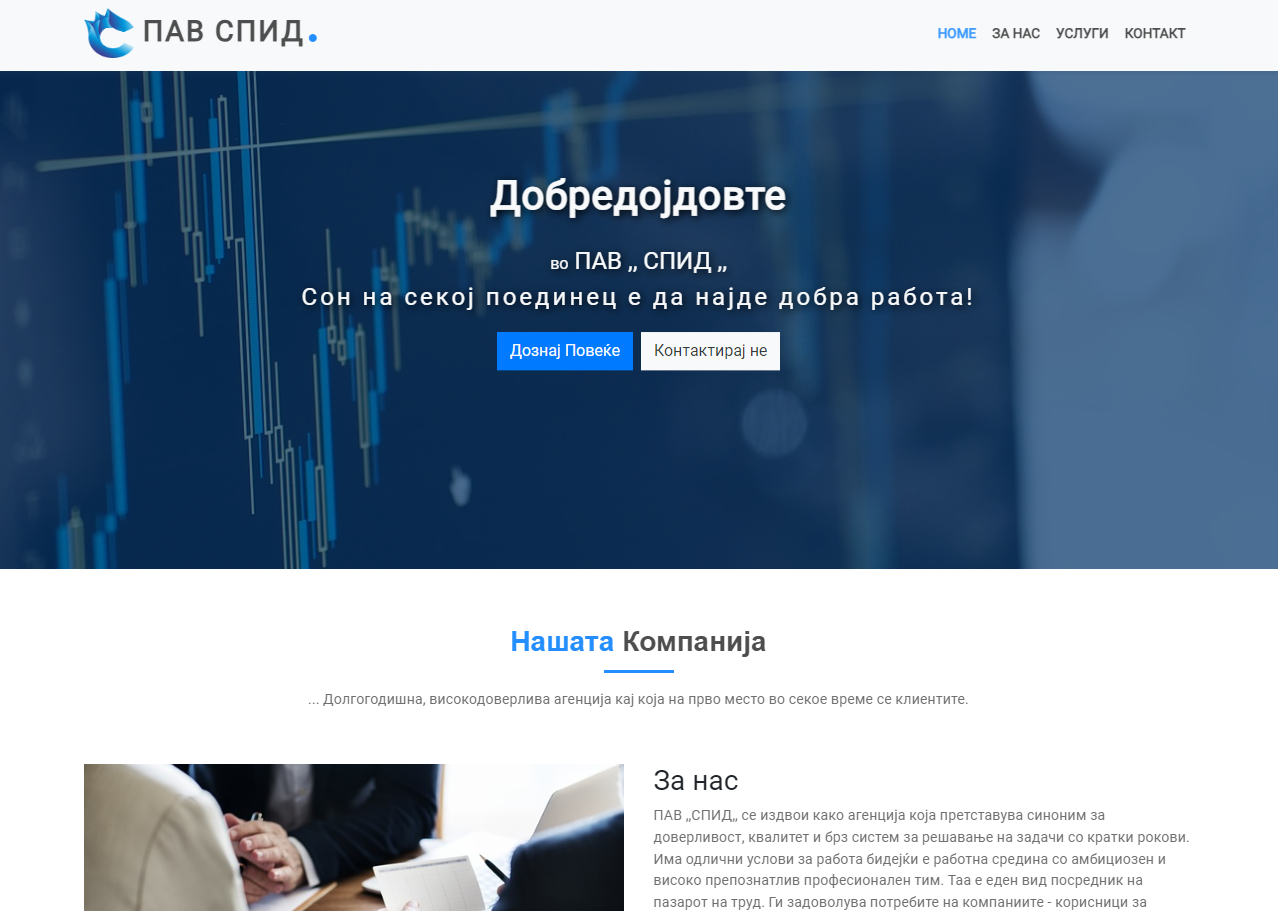 ПАВ СПИД.
HOME ЗА НАС УСЛУГИ КОНТАКТ
Добредојдовте
во ПАВ ,, СПИД ,,
Сон на секој поединец е да најде добра работа!
Дознај Повеќе Контактирај не
Нашата Компанија
... Долгогодишна, високодоверлива агенција кај која на прво место во секое време се клиентите.
За нас
ПАВ ,,СПИД,, се издвои како агенција која претставува синоним за
доверливост, квалитет и брз систем за решавање на задачи со кратки рокови.
Има одлични услови за работа бидејќи е работна средина со амбициозен и
високо препознатлив професионален тим. Таа е еден вид посредник на
пазарот на труд. Ги задоволува потребите на компаниите - корисници за